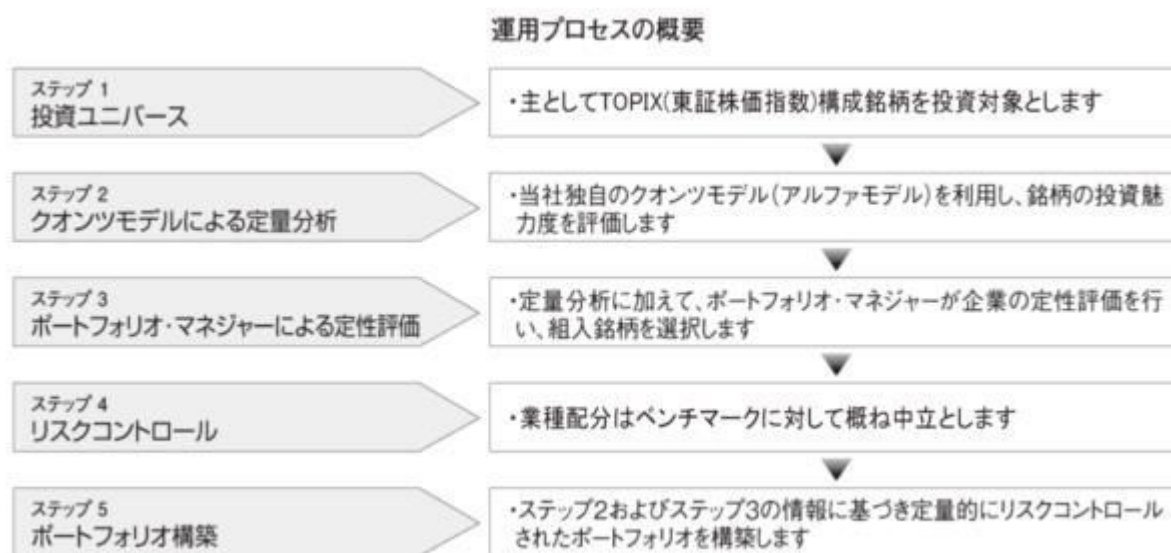 運用プロセスの概要
ステップ 1
投資ユニバース
・主としてTOPIX(東証株価指数)構成銘柄を投資対象とします
ステップ 2
クオンツモデルによる定量分析
・当社独自のクオンツモデル(アルファモデル)を利用し、銘柄の投資魅
力度を評価します
ステップ 3
ポートフォリオ・マネジャーによる定性評価
・定量分析に加えて、ポートフォリオ・マネジャーが企業の定性評価を行
い、組入銘柄を選択します
ステップ 4
リスクコントロール
・業種配分はベンチマークに対して概ね中立とします
ステップ 5
ポートフォリオ構築
・ステップ2およびステップ3の情報に基づき定量的にリスクコントロール
されたポートフォリオを構築します